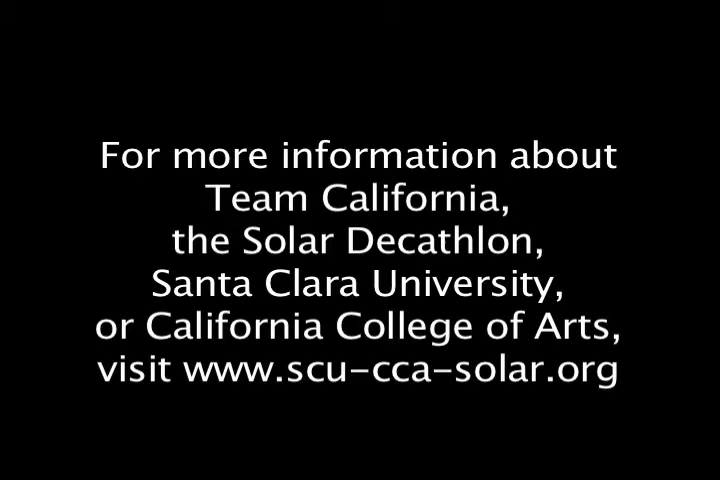 For more information about
Team California,
the Solar Decathlon,
Santa Clara University,
or California College of Arts,
visit www.scu-cca-solar.org